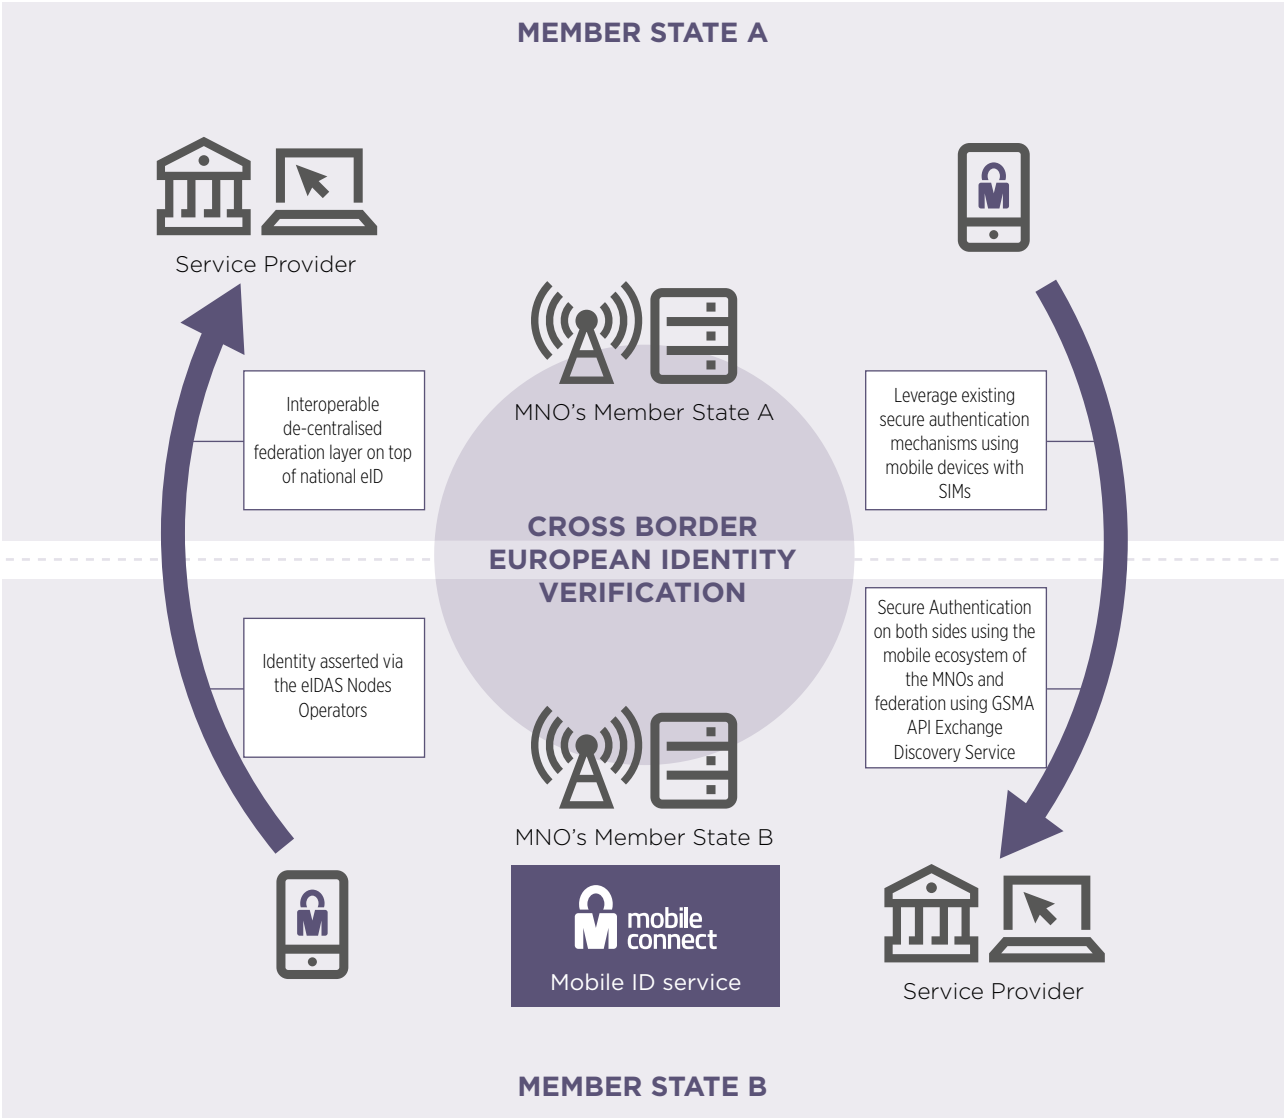 MEMBER STATE A
Service Provider
MNO's Member State A
Interoperable
de-centralised
federation layer on top
of national eID
Leverage existing
secure authentication
mechanisms using
mobile devices with
SIMs
CROSS BORDER
EUROPEAN IDENTITY
VERIFICATION
Identity asserted via
the eIDAS Nodes
Operators
Secure Authentication
on both sides using the
mobile ecosystem of
the MNOs and
federation using GSMA
API Exchange
Discovery Service
MNO's Member State B
M mobile
connect
Mobile ID service
Service Provider
MEMBER STATE B